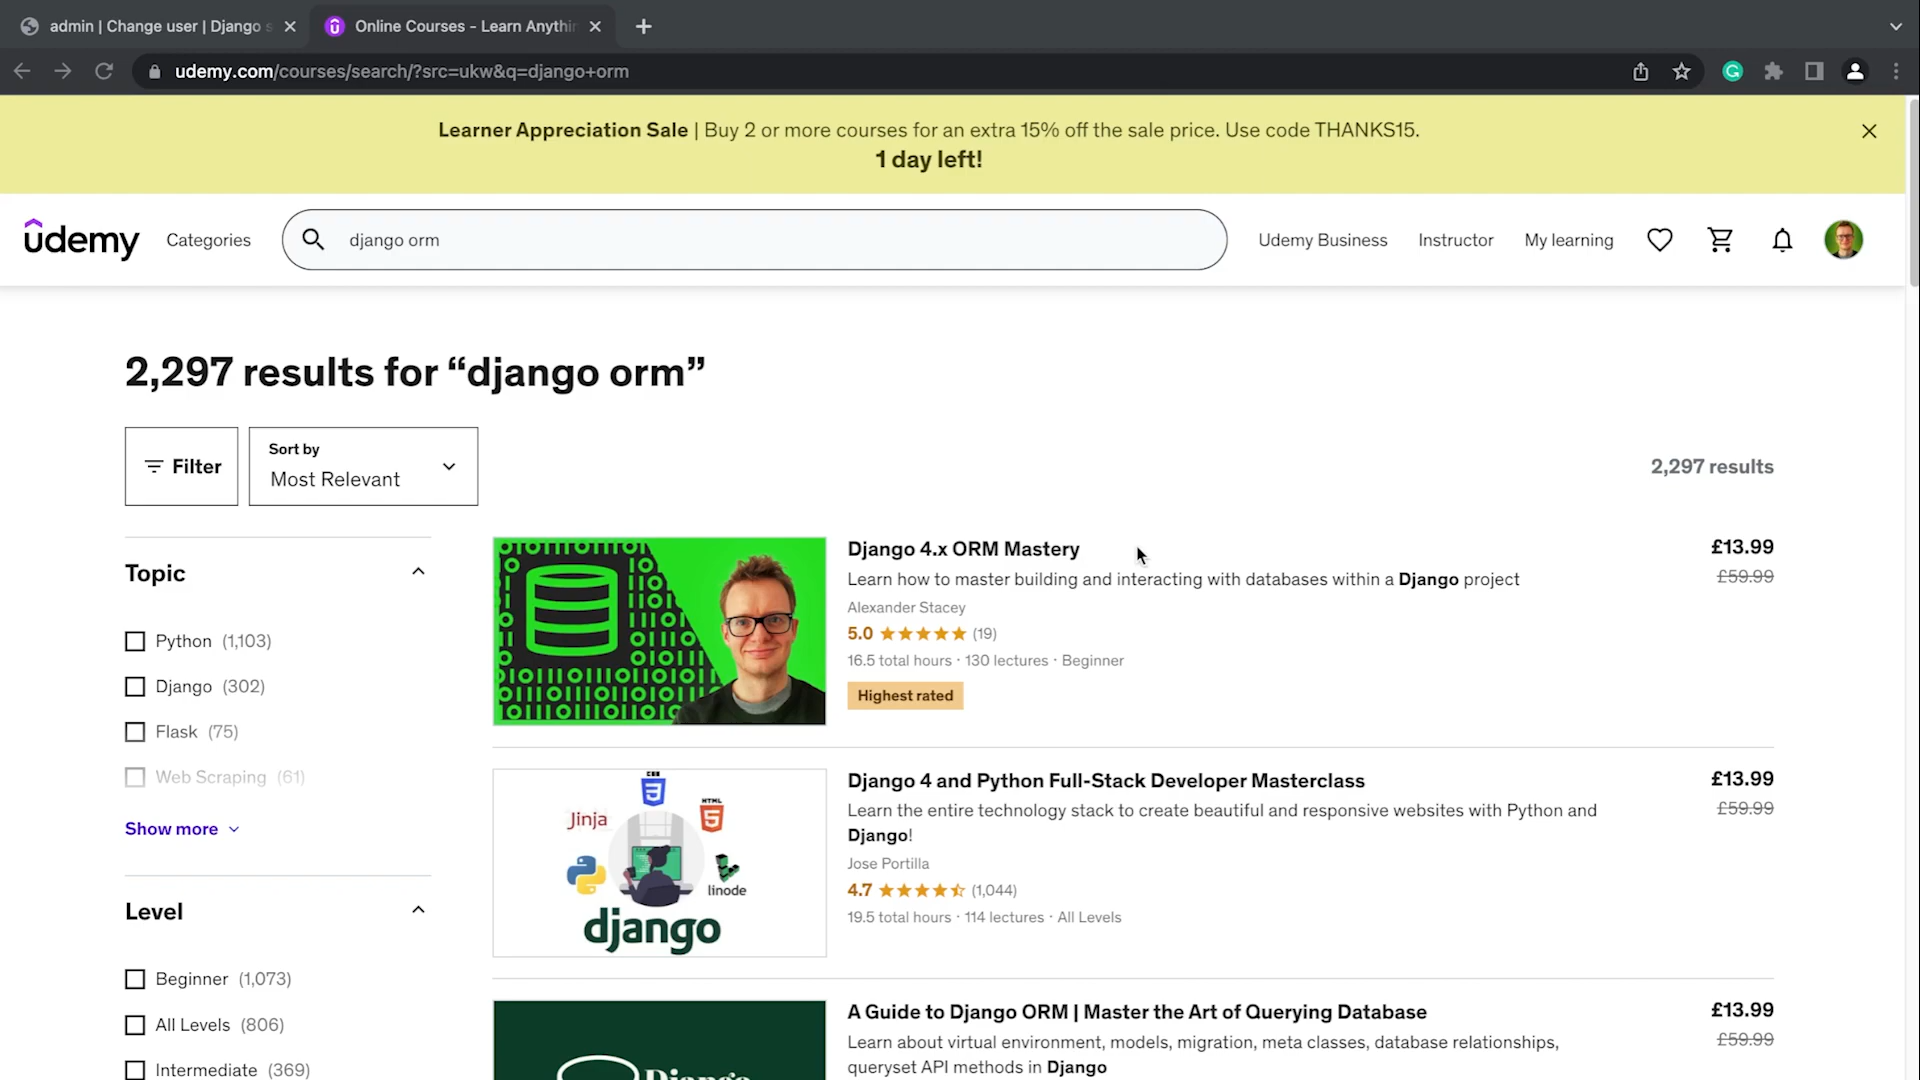 admin | Change user | Django s
Online Courses - Learn Anythin
udemy.com/courses/search/?src=ukw&q=django+orm
Learner Appreciation Sale | Buy 2 or more courses for an extra 15% off the sale price. Use code THANKS15.
1 day left!
udemy
Categories
django orm
Udemy Business
Instructor
My learning
2,297 results for “django orm”
Filter
Sort by
Most Relevant
2,297 results
Topic
Python (1,103)
Django (302)
Flask (75)
Web Scraping (61)
Show more
Level
Beginner (1,073)
All Levels (806)
Intermediate (369)
Django 4.x ORM Mastery
£13.99
Learn how to master building and interacting with databases within a Django project
£59.99
Alexander Stacey
5.0 (19)
16.5 total hours · 130 lectures · Beginner
Highest rated
Jinja
HTML
5
3
linode
django
Django 4 and Python Full-Stack Developer Masterclass
£13.99
Learn the entire technology stack to create beautiful and responsive websites with Python and
Django!
£59.99
Jose Portilla
4.7 (1,044)
19.5 total hours · 114 lectures · All Levels
A Guide to Django ORM | Master the Art of Querying Database
£13.99
Learn about virtual environment, models, migration, meta classes, database relationships,
queryset API methods in Django
£59.99